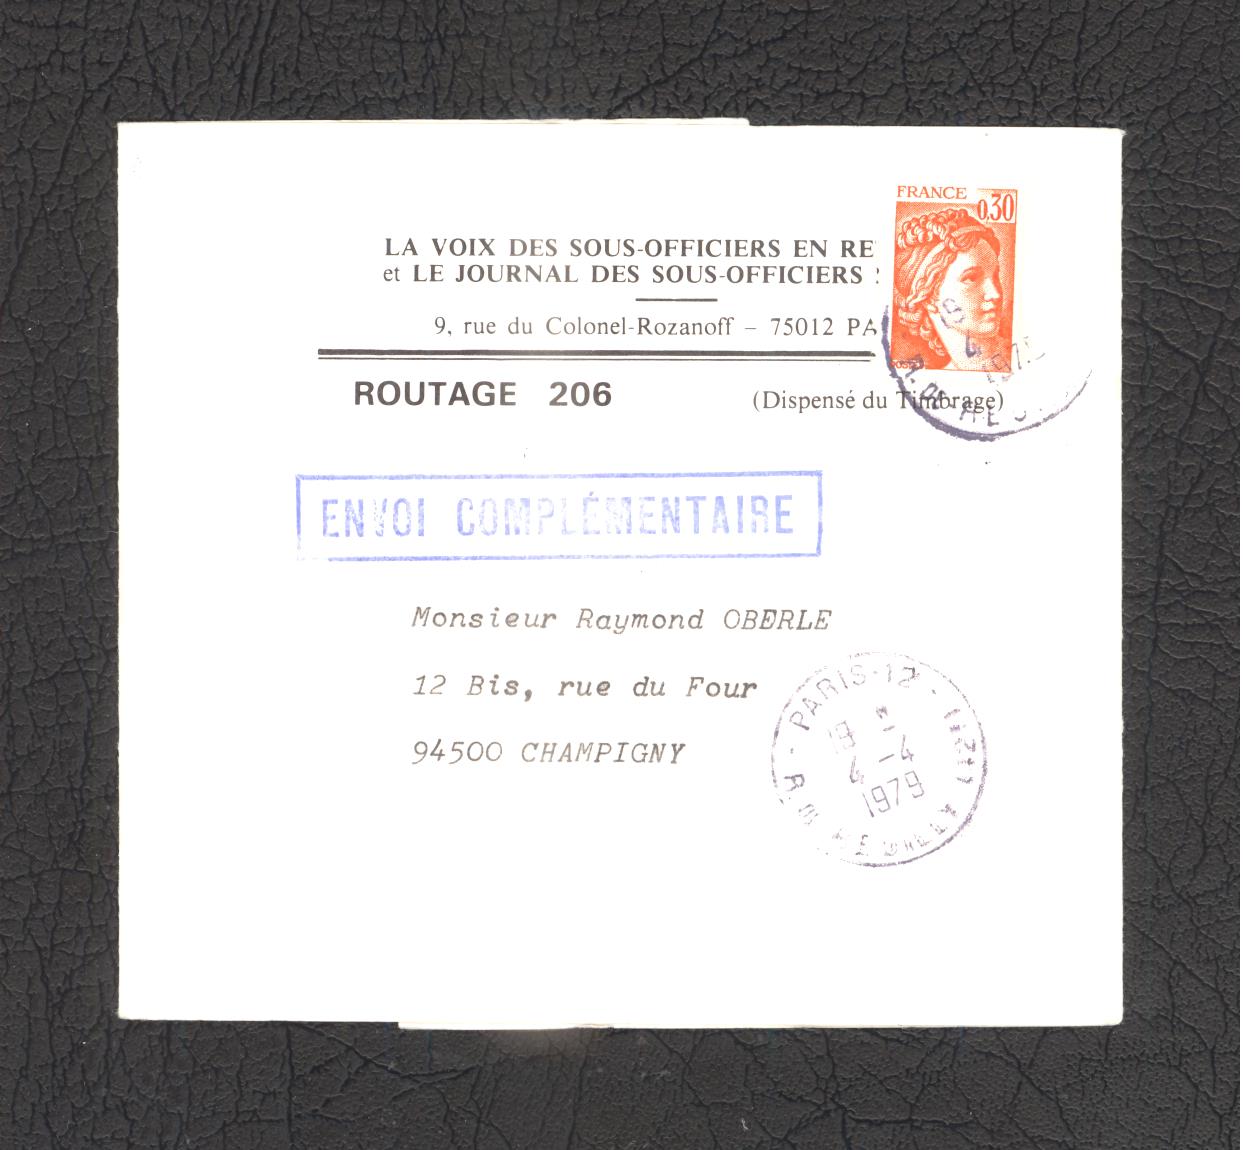 FRANCE
0,30
LA VOIX DES SOUS-OFFICIERS EN RE
et LE JOURNAL DES SOUS-OFFICIERS
9, rue du Colonel-Rozanoff – 75012 PA
ROUTAGE 206
(Dispensé du Timbrage)
ENVOI COMPLÉMENTAIRE
Monsieur Raymond OBERLE
12 Bis, rue du Four
94500 CHAMPIGNY
PARIS-12
19
4 -4
1979